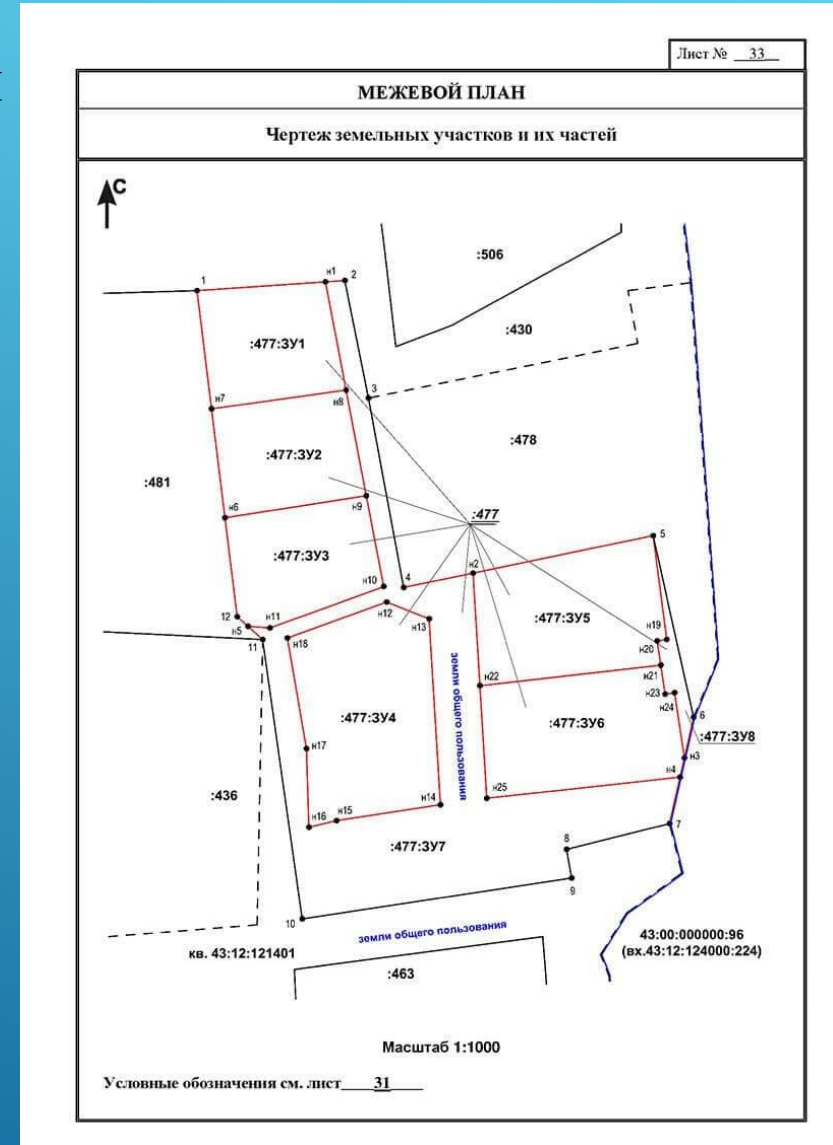 Лист № 33
МЕЖЕВОЙ ПЛАН
Чертеж земельных участков и их частей
С
:506
н1
2
1
:430
:477:ЗУ1
3
н8
н7
:478
:477:ЗУ2
:481
н9
н6
:477
5
:477:ЗУ3
н2
н10
4
н12
12
н11
:477:ЗУ5
н19
н5
н13
11
н18
н20
н21
земли общего пользования
н22
н23
н24
:477:ЗУ4
:477:ЗУ6
6
:477:ЗУ8
н17
н3
н4
:436
н25
н14
н15
н16
7
:477:ЗУ7
8
9
10
земли общего пользования
43:00:000000:96
(вх.43:12:124000:224)
кв. 43:12:121401
:463
Масштаб 1:1000
Условные обозначения см. лист 31